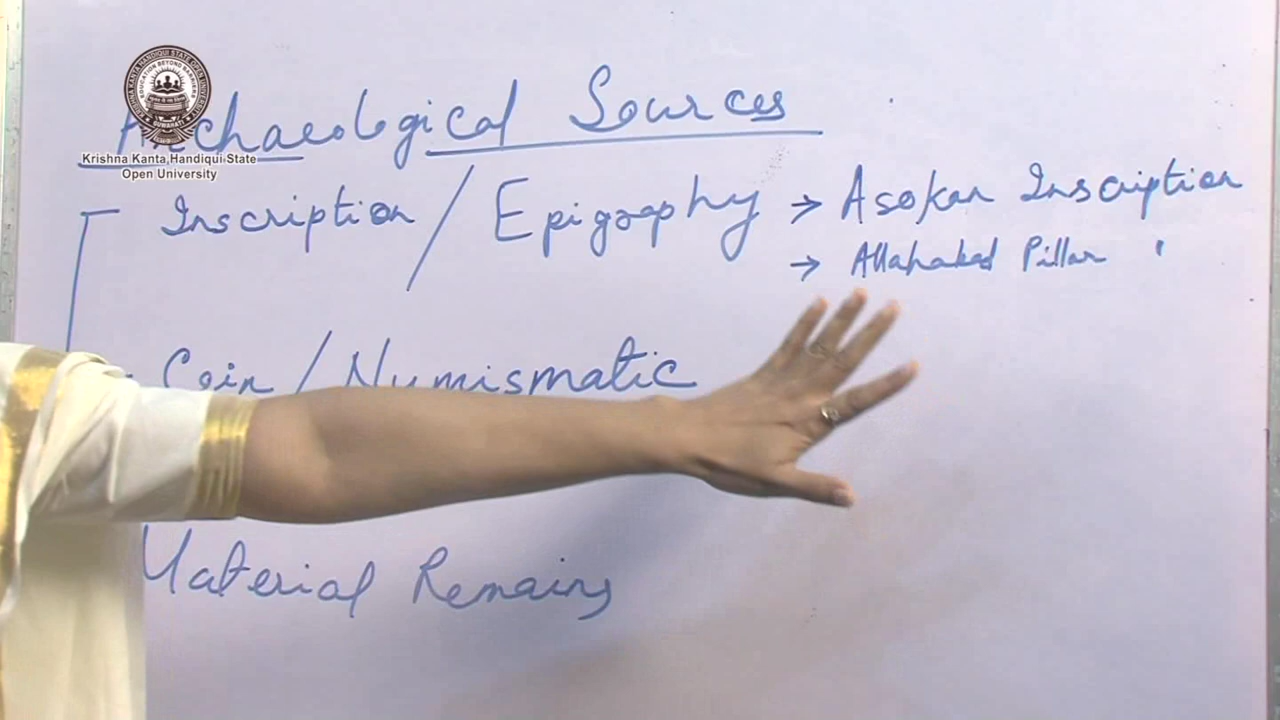 Archaeological Sources
Krishna Kanta Handiqui State
Open University
Inscription / Epigraphy → Asokan Inscription
→ Allahabad Pillar "
Coin / Numismatic
Material Remains